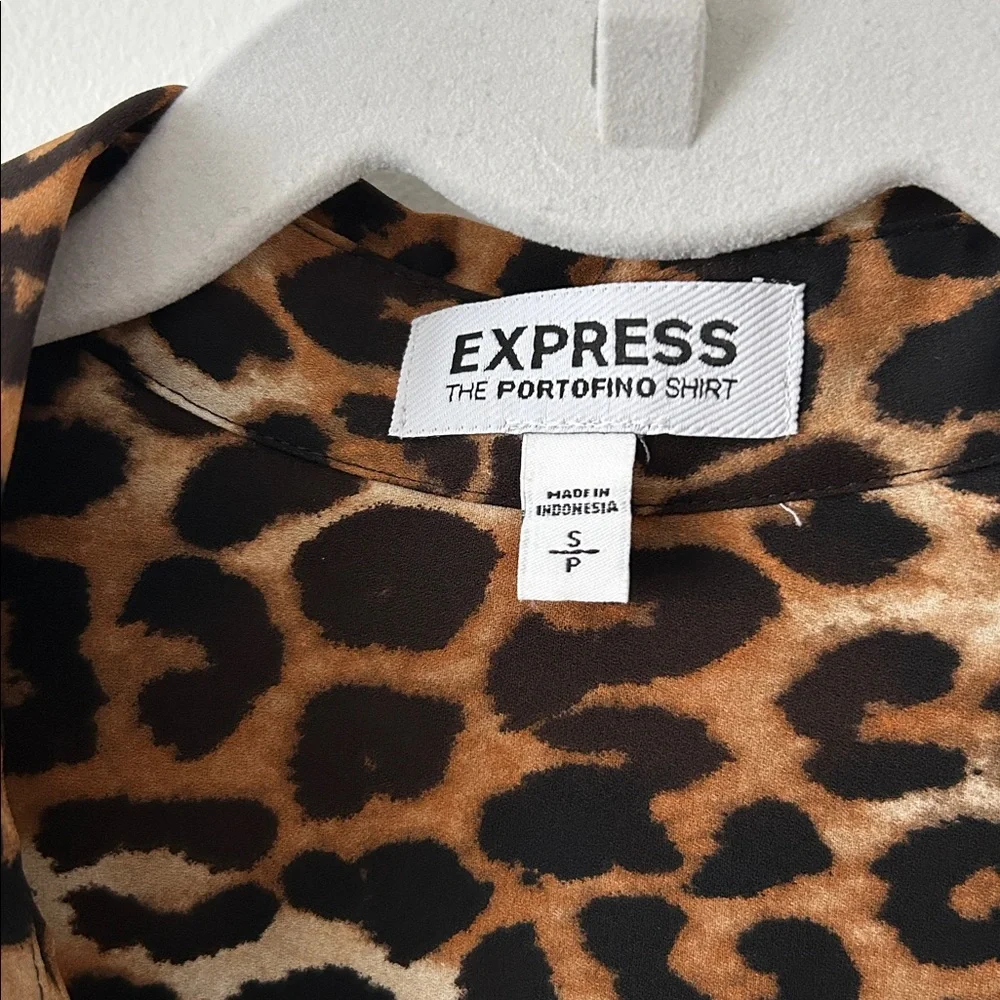 EXPRESS
THE PORTOFINO SHIRT
MADE IN
INDONESIA
S
P